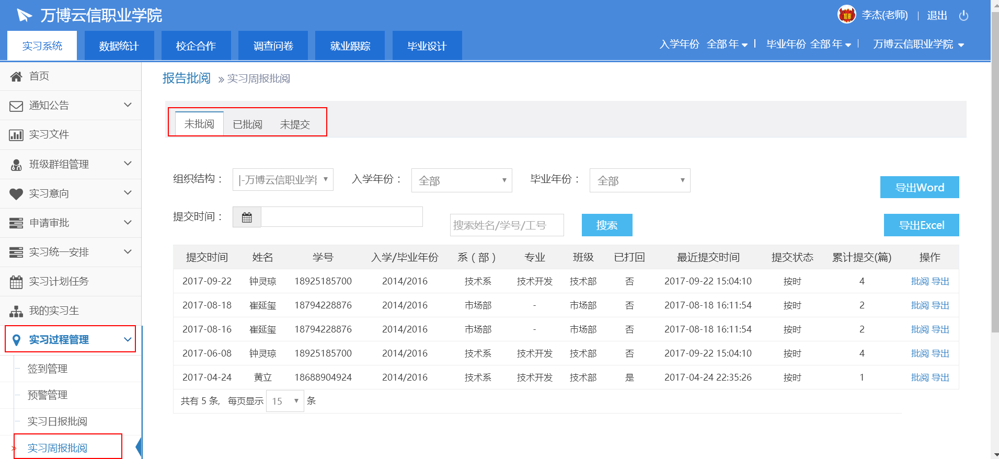 万博云信职业学院
李杰(老师) | 退出
实习系统 数据统计 校企合作 调查问卷 就业跟踪 毕业设计
入学年份 全部 年 | 毕业年份 全部 年 | 万博云信职业学院
首页
通知公告
实习文件
班级群组管理
实习意向
申请审批
实习统一安排
实习计划任务
我的实习生
实习过程管理
签到管理
预警管理
实习日报批阅
» 实习周报批阅
报告批阅 » 实习周报批阅
未批阅 已批阅 未提交
组织结构： |-万博云信职业学 入学年份： 全部 毕业年份： 全部
导出Word
提交时间： 搜索姓名/学号/工号 搜索 导出Excel
提交时间 姓名 学号 入学/毕业年份 系（部） 专业 班级 已打回 最近提交时间 提交状态 累计提交(篇) 操作
2017-09-22 钟灵琼 18925185700 2014/2016 技术系 技术开发 技术部 否 2017-09-22 15:04:10 按时 4 批阅 导出
2017-08-18 崔延玺 18794228876 2014/2016 市场部 - 市场部 否 2017-08-18 16:11:54 按时 2 批阅 导出
2017-08-16 崔延玺 18794228876 2014/2016 市场部 - 市场部 否 2017-08-18 16:11:54 按时 2 批阅 导出
2017-06-08 钟灵琼 18925185700 2014/2016 技术系 技术开发 技术部 否 2017-09-22 15:04:10 按时 4 批阅 导出
2017-04-24 黄立 18688904924 2014/2016 技术系 技术开发 技术部 是 2017-04-24 22:35:26 按时 1 批阅 导出
共有 5 条, 每页显示 15 条